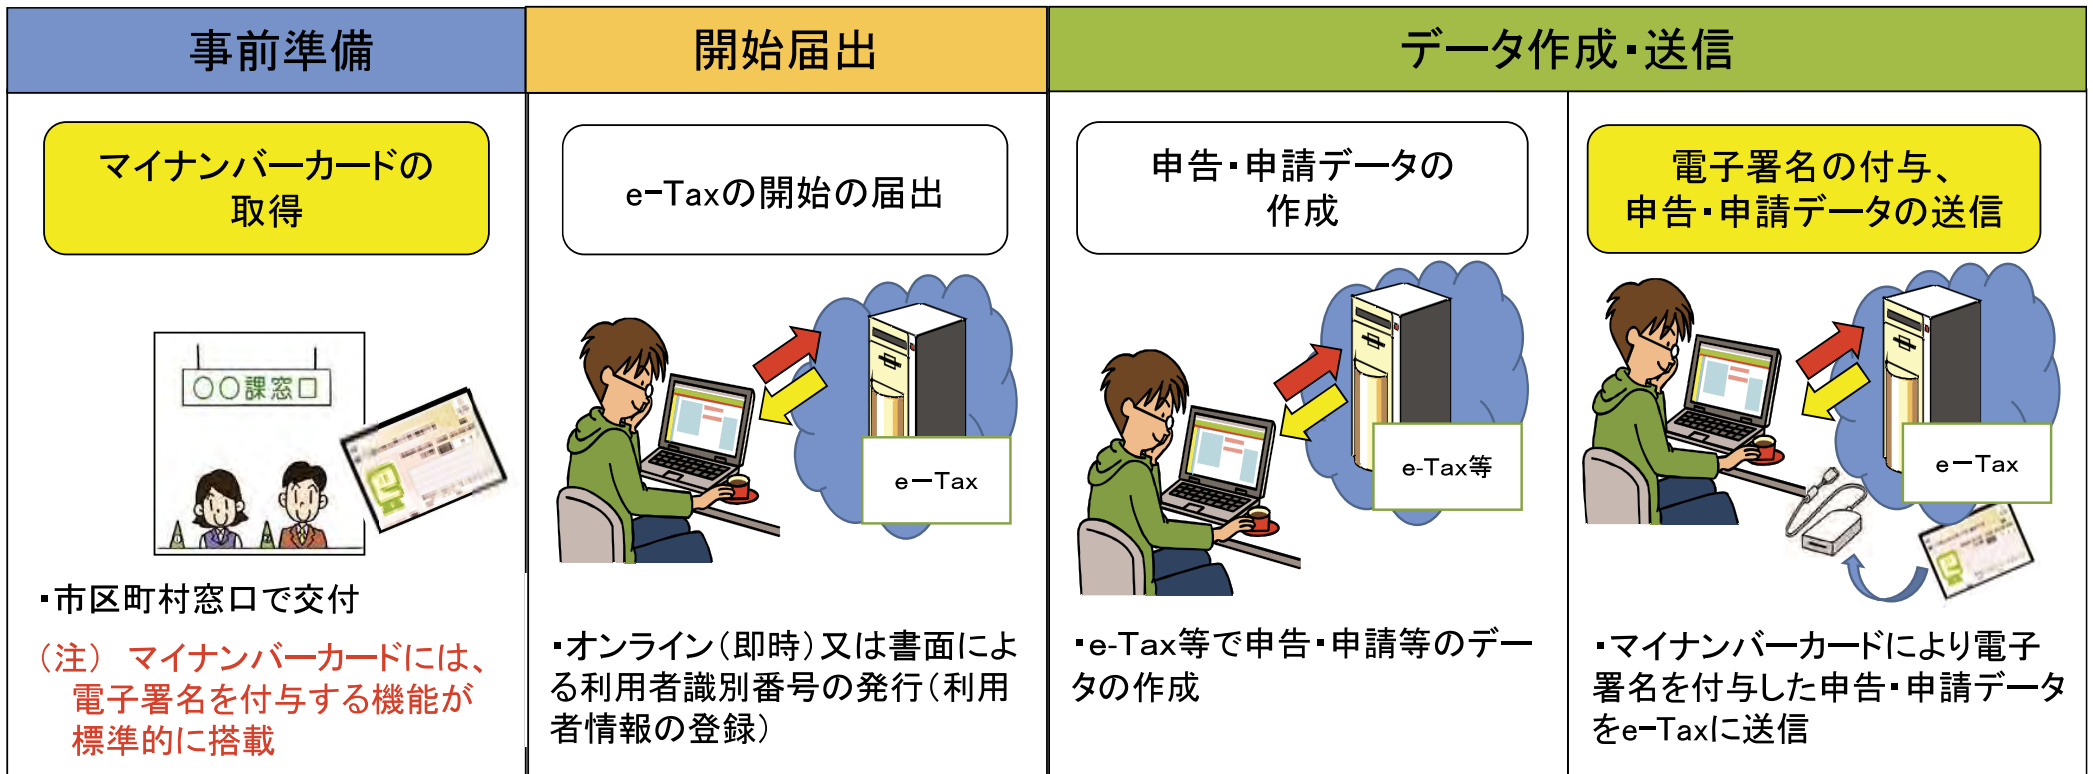 事前準備
マイナンバーカードの
取得
○○課窓口
・市区町村窓口で交付
（注） マイナンバーカードには、
電子署名を付与する機能が
標準的に搭載
開始届出
e-Taxの開始の届出
e－Tax
・オンライン（即時）又は書面によ
る利用者識別番号の発行（利用
者情報の登録）
データ作成・送信
申告・申請データの
作成
e-Tax等
・e-Tax等で申告・申請等のデー
タの作成
電子署名の付与、
申告・申請データの送信
e－Tax
・マイナンバーカードにより電子
署名を付与した申告・申請データ
をe-Taxに送信